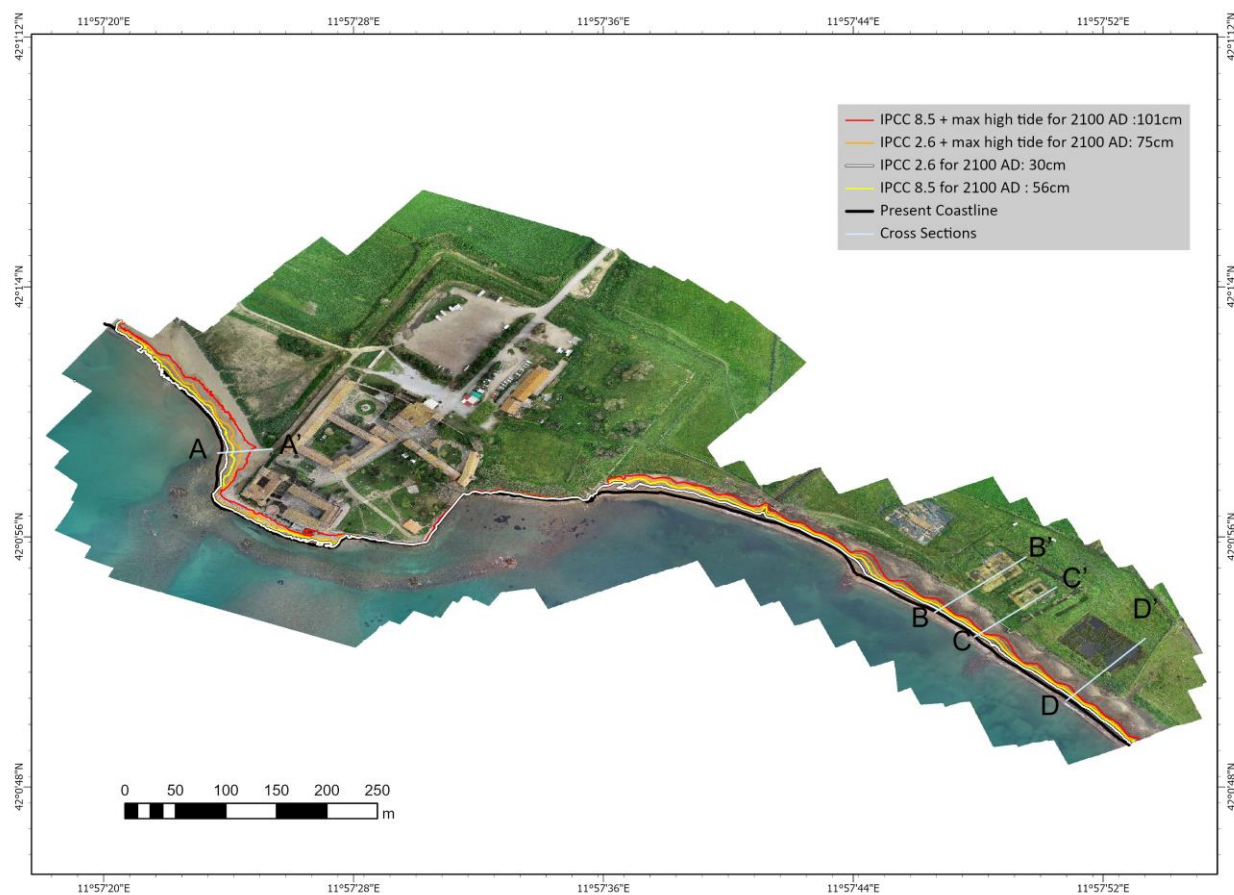 11°57'20"E 11°57'28"E 11°57'36"E 11°57'44"E 11°57'52"E
42°1'12"N 42°1'12"N
IPCC 8.5 + max high tide for 2100 AD :101cm
IPCC 2.6 + max high tide for 2100 AD: 75cm
IPCC 2.6 for 2100 AD: 30cm
IPCC 8.5 for 2100 AD : 56cm
Present Coastline
Cross Sections
42°1'4"N 42°1'4"N
A A'
42°0'56"N 42°0'56"N
B'
C'
B
D'
C
D
42°0'48"N 42°0'48"N
0 50 100 150 200 250
m
11°57'20"E 11°57'28"E 11°57'36"E 11°57'44"E 11°57'52"E